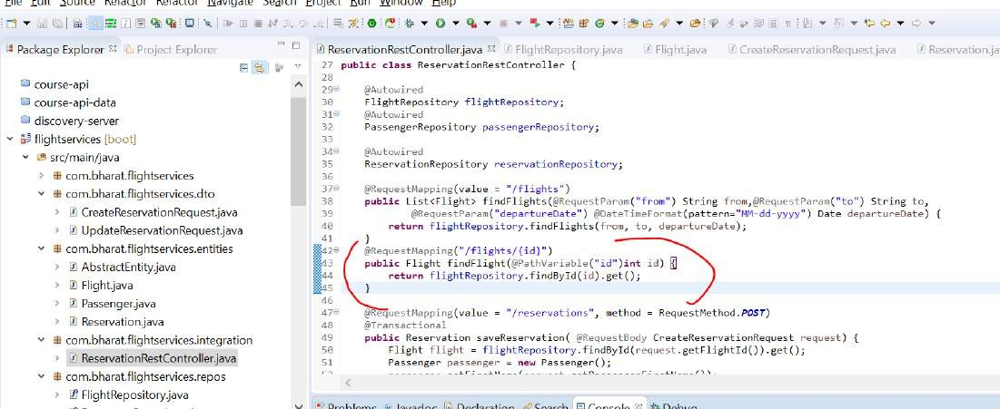 File Edit Source Refactor Refactor Navigate Search Project Run Window Help
Package Explorer
Project Explorer
course-api
course-api-data
discovery-server
flightservices [boot]
src/main/java
com.bharat.flightservices
com.bharat.flightservices.dto
CreateReservationRequest.java
UpdateReservationRequest.java
com.bharat.flightservices.entities
AbstractEntity.java
Flight.java
Passenger.java
Reservation.java
com.bharat.flightservices.integration
ReservationRestController.java
com.bharat.flightservices.repos
FlightRepository.java
ReservationRestController.java FlightRepository.java Flight.java CreateReservationRequest.java Reservation.java
27 public class ReservationRestController {
28
29 @Autowired
30 FlightRepository flightRepository;
31 @Autowired
32 PassengerRepository passengerRepository;
33
34 @Autowired
35 ReservationRepository reservationRepository;
36
37 @RequestMapping(value = "/flights")
38 public List<Flight> findFlights(@RequestParam("from") String from,@RequestParam("to") String to,
39 @RequestParam("departureDate") @DateTimeFormat(pattern="MM-dd-yyyy") Date departureDate) {
40 return flightRepository.findFlights(from, to, departureDate);
41 }
42 @RequestMapping("/flights/{id}")
43 public Flight findFlight(@PathVariable("id")int id) {
44 return flightRepository.findById(id).get();
45 }
46
47 @RequestMapping(value = "/reservations", method = RequestMethod.POST)
48 @Transactional
49 public Reservation saveReservation( @RequestBody CreateReservationRequest request) {
50 Flight flight = flightRepository.findById(request.getFlightId()).get();
51 Passenger passenger = new Passenger();
52 passenger.setFirstName(request.getPassengerFirstName());
Problems Javadoc Declaration Search Console Debug